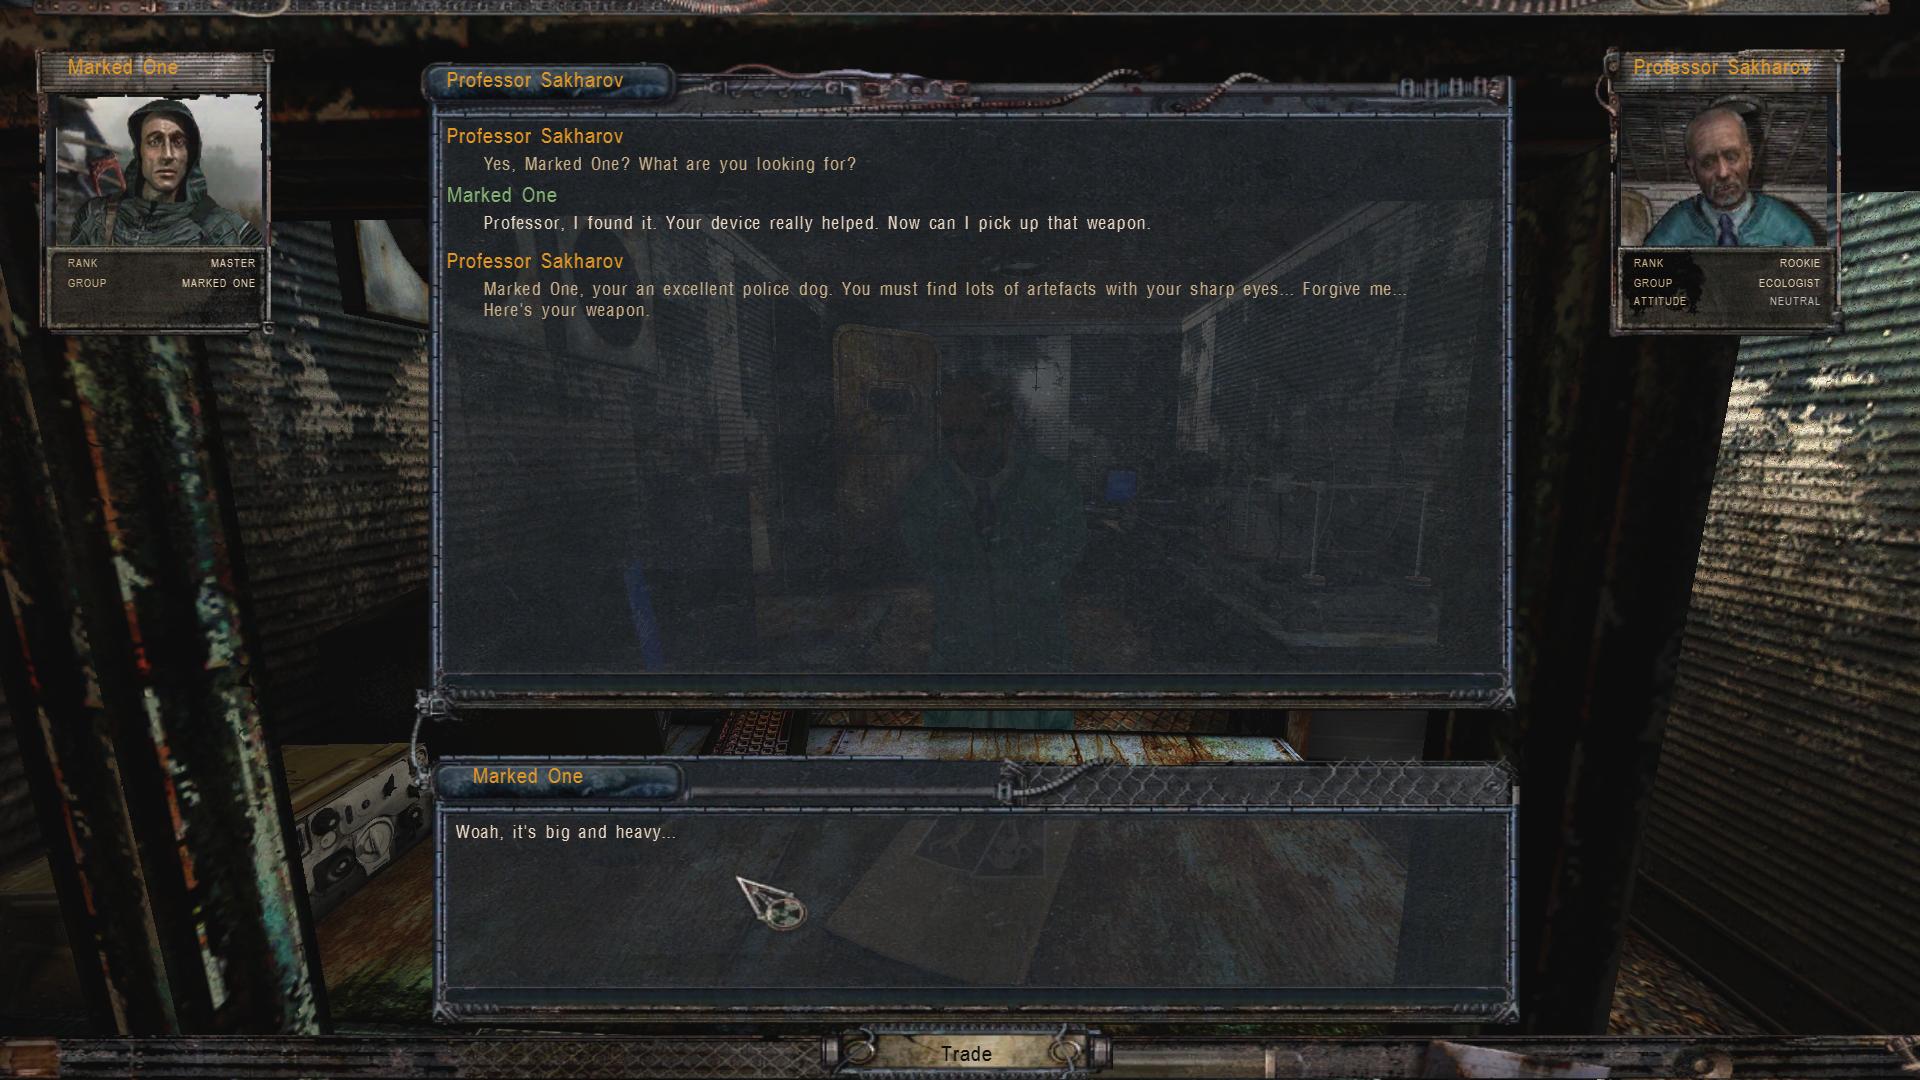 Marked One
RANK MASTER
GROUP MARKED ONE
Professor Sakharov
Professor Sakharov
Yes, Marked One? What are you looking for?
Marked One
Professor, I found it. Your device really helped. Now can I pick up that weapon.
Professor Sakharov
Marked One, your an excellent police dog. You must find lots of artefacts with your sharp eyes... Forgive me...
Here's your weapon.
Professor Sakharov
RANK ROOKIE
GROUP ECOLOGIST
ATTITUDE NEUTRAL
Marked One
Woah, it's big and heavy...
Trade